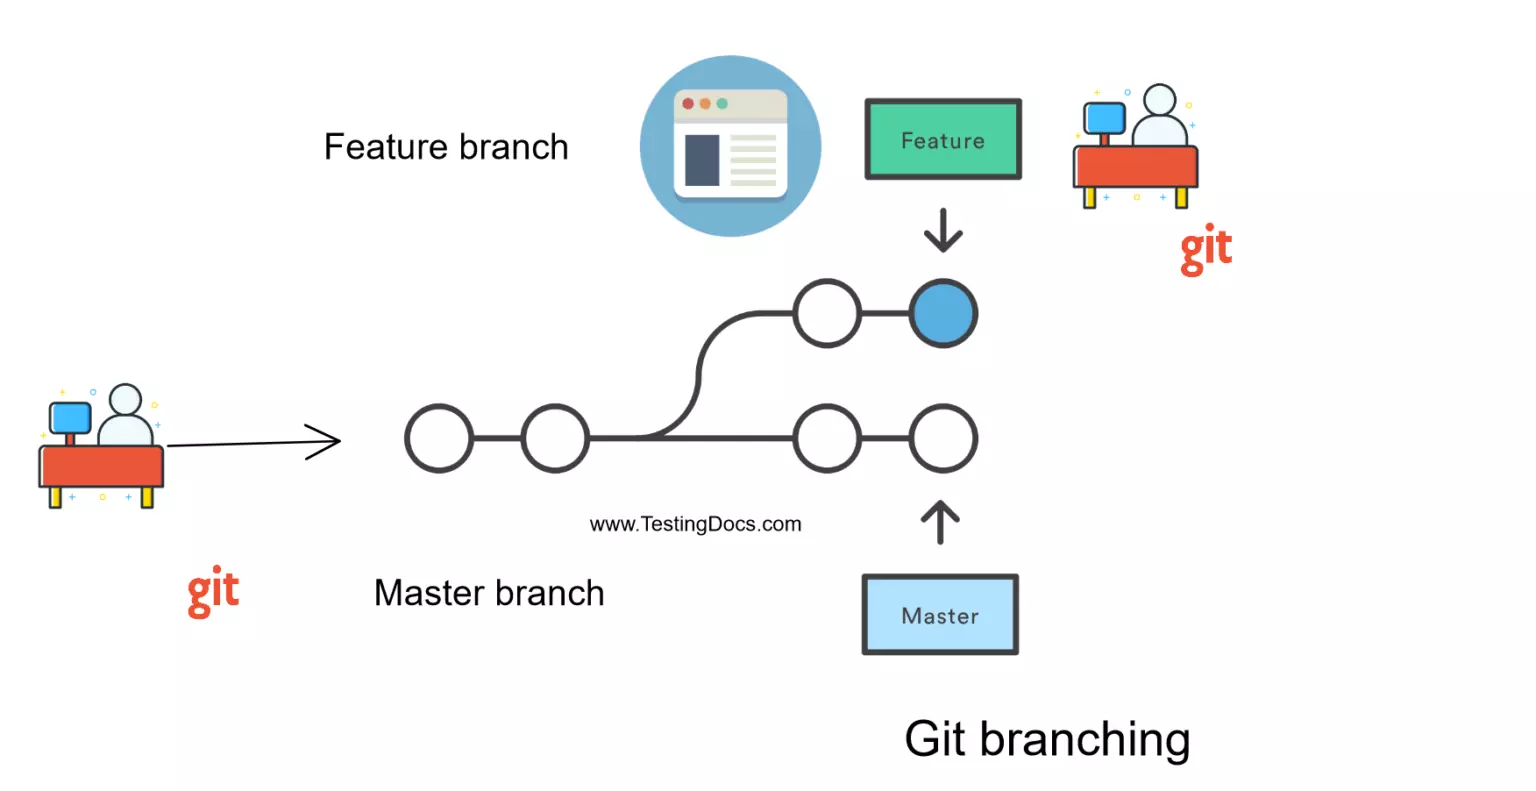 Feature branch
Feature
git
www.TestingDocs.com
git
Master branch
Master
Git branching